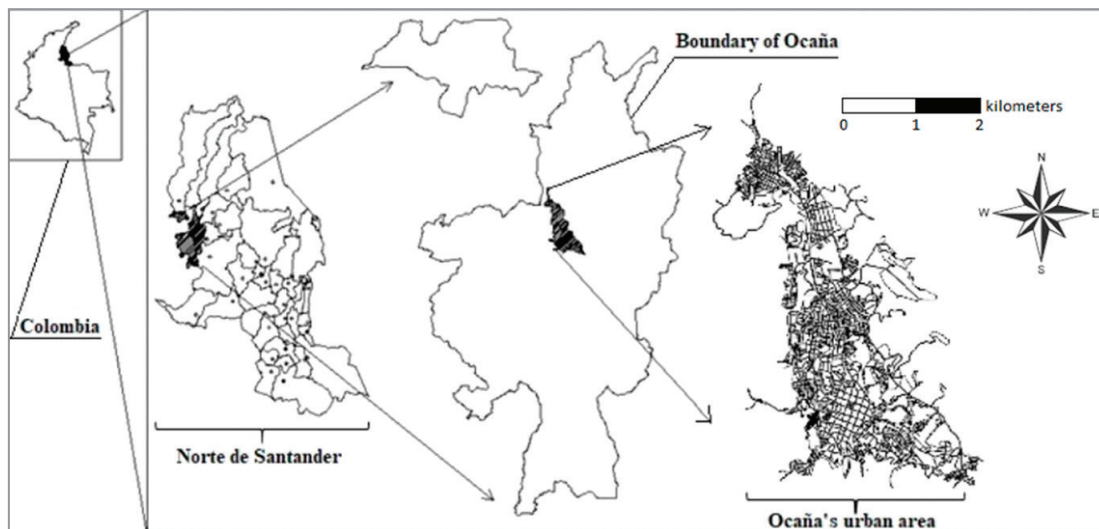 Boundary of Ocaña
kilometers
0 1 2
N
W E
S
Colombia
Norte de Santander
Ocaña's urban area